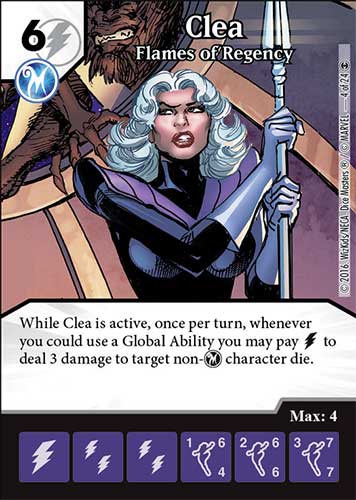 6
Clea
Flames of Regency
© 2016 WizKids/NECA Dice Masters ® / © MARVEL — 4 of 24
While Clea is active, once per turn, whenever
you could use a Global Ability you may pay to
deal 3 damage to target non- character die.
Max: 4
1 6 4
2 6 6
3 7 7